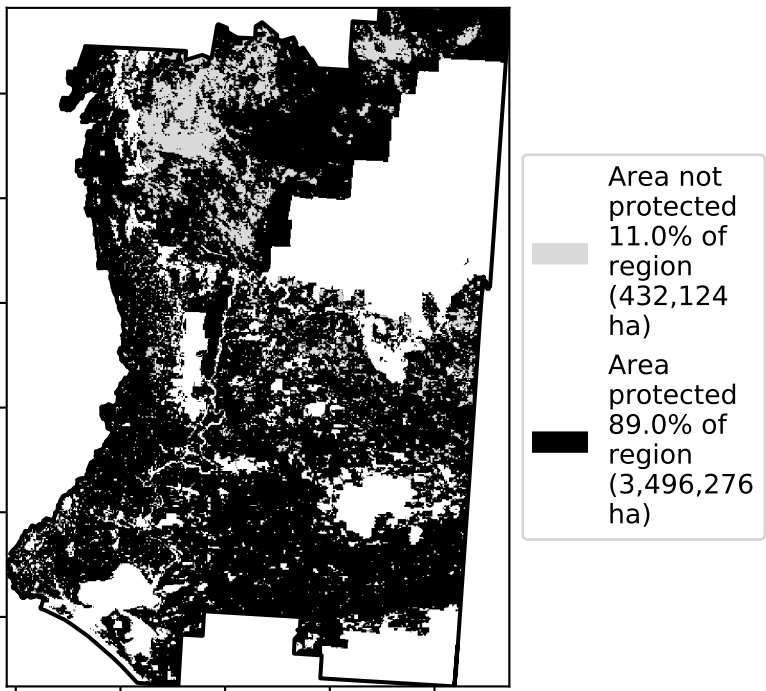 Area not
protected
11.0% of
region
(432,124
ha)
Area
protected
89.0% of
region
(3,496,276
ha)